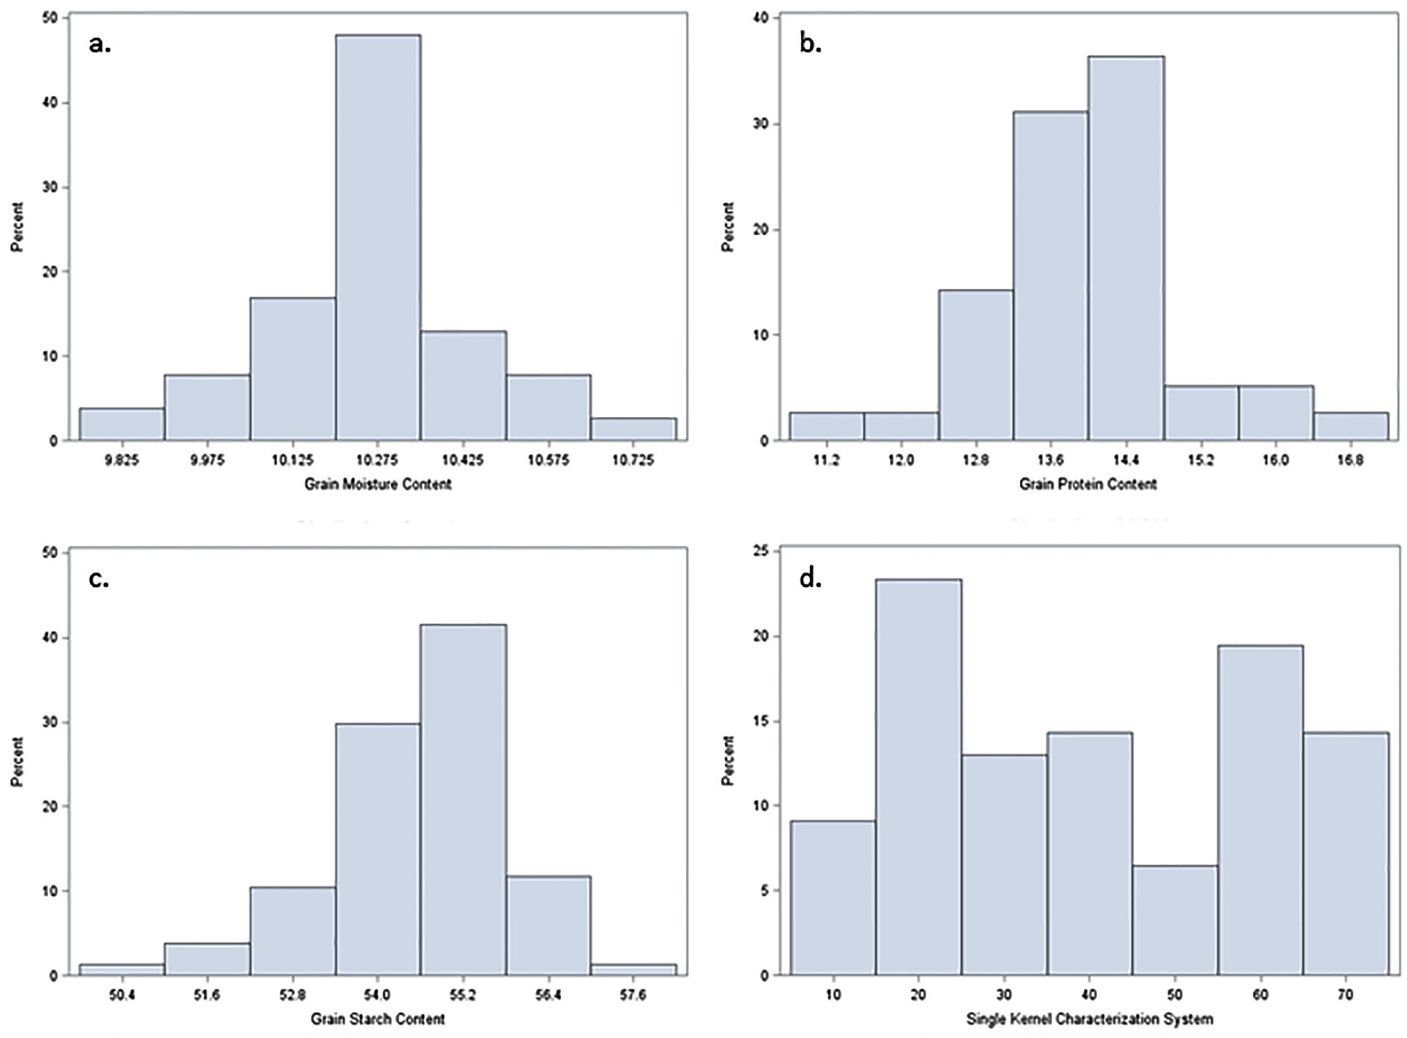 a.
50
40
30
20
10
0
Percent
9.825 9.975 10.125 10.275 10.425 10.575 10.725
Grain Moisture Content
b.
40
30
20
10
0
Percent
11.2 12.0 12.8 13.6 14.4 15.2 16.0 16.8
Grain Protein Content
c.
50
40
30
20
10
0
Percent
50.4 51.6 52.8 54.0 55.2 56.4 57.6
Grain Starch Content
d.
25
20
15
10
5
0
Percent
10 20 30 40 50 60 70
Single Kernel Characterization System